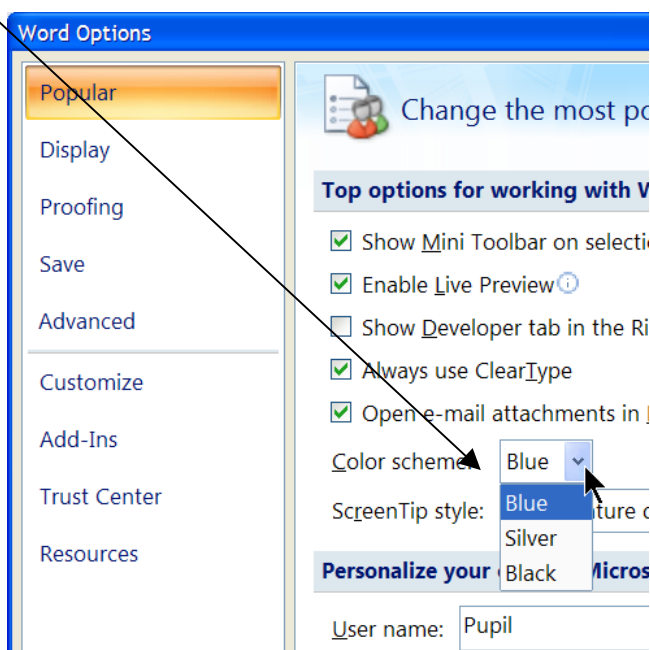 Word Options
Popular
Display
Proofing
Save
Advanced
Customize
Add-Ins
Trust Center
Resources
Change the most po
Top options for working with W
Show Mini Toolbar on selecti
Enable Live Preview
Show Developer tab in the Ri
Always use ClearType
Open e-mail attachments in
Color scheme: Blue
Blue
Silver
Black
ScreenTip style: ture
Personalize your Micros
User name: Pupil